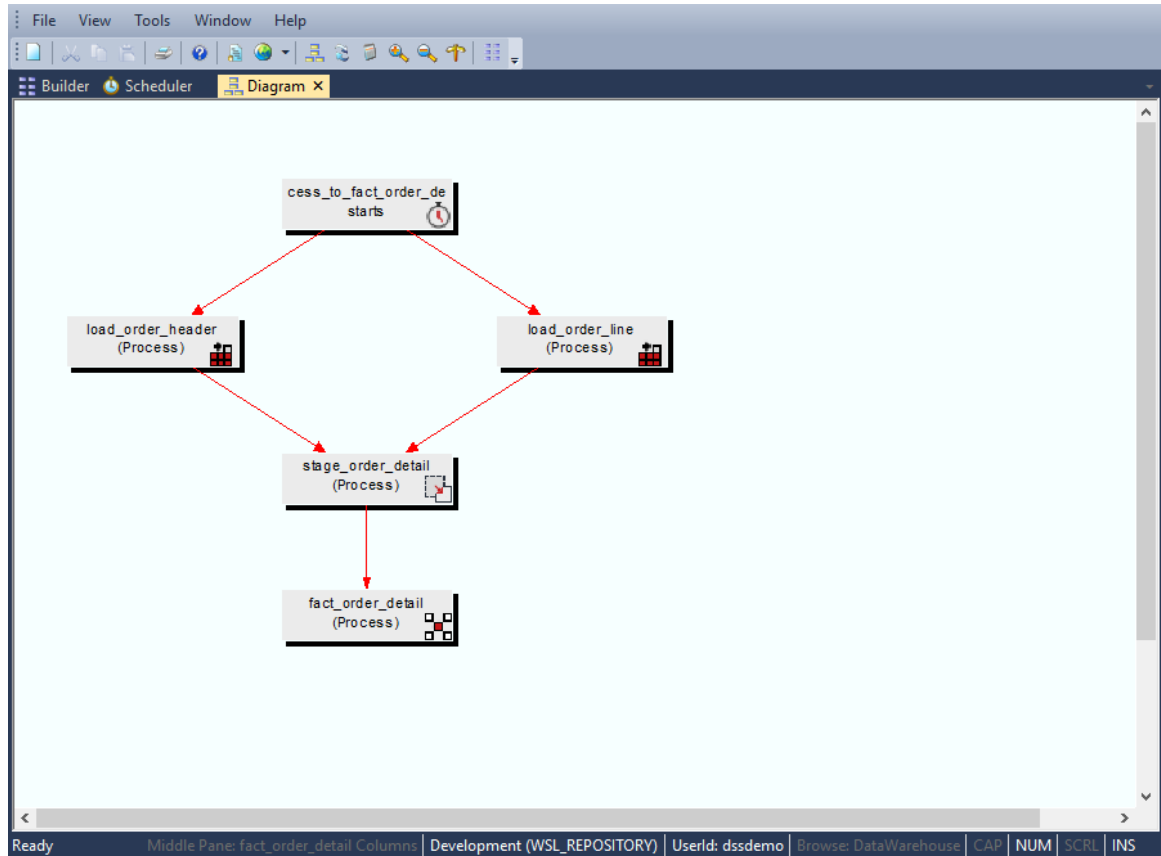 File View Tools Window Help
Builder Scheduler Diagram
cess_to_fact_order_de
starts
load_order_header
(Process)
load_order_line
(Process)
stage_order_detail
(Process)
fact_order_detail
(Process)
Ready Middle Pane: fact_order_detail Columns Development (WSL_REPOSITORY) UserId: dssdemo Browse: DataWarehouse CAP NUM SCRL INS